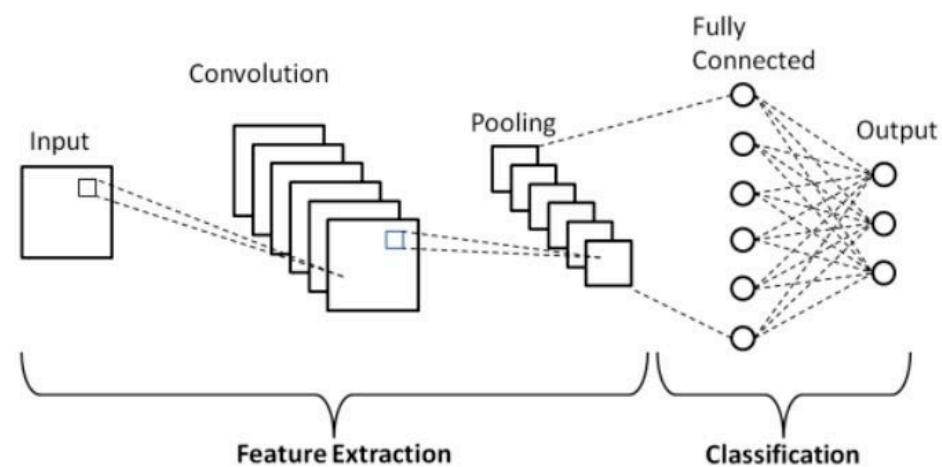 Input
Convolution
Pooling
Fully
Connected
Output
Feature Extraction
Classification